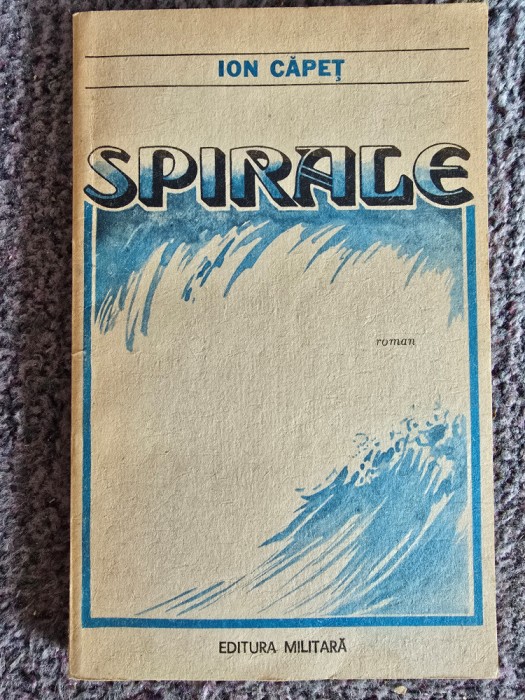 ION CĂPEȚ
SPIRALE
roman
EDITURA MILITARĂ